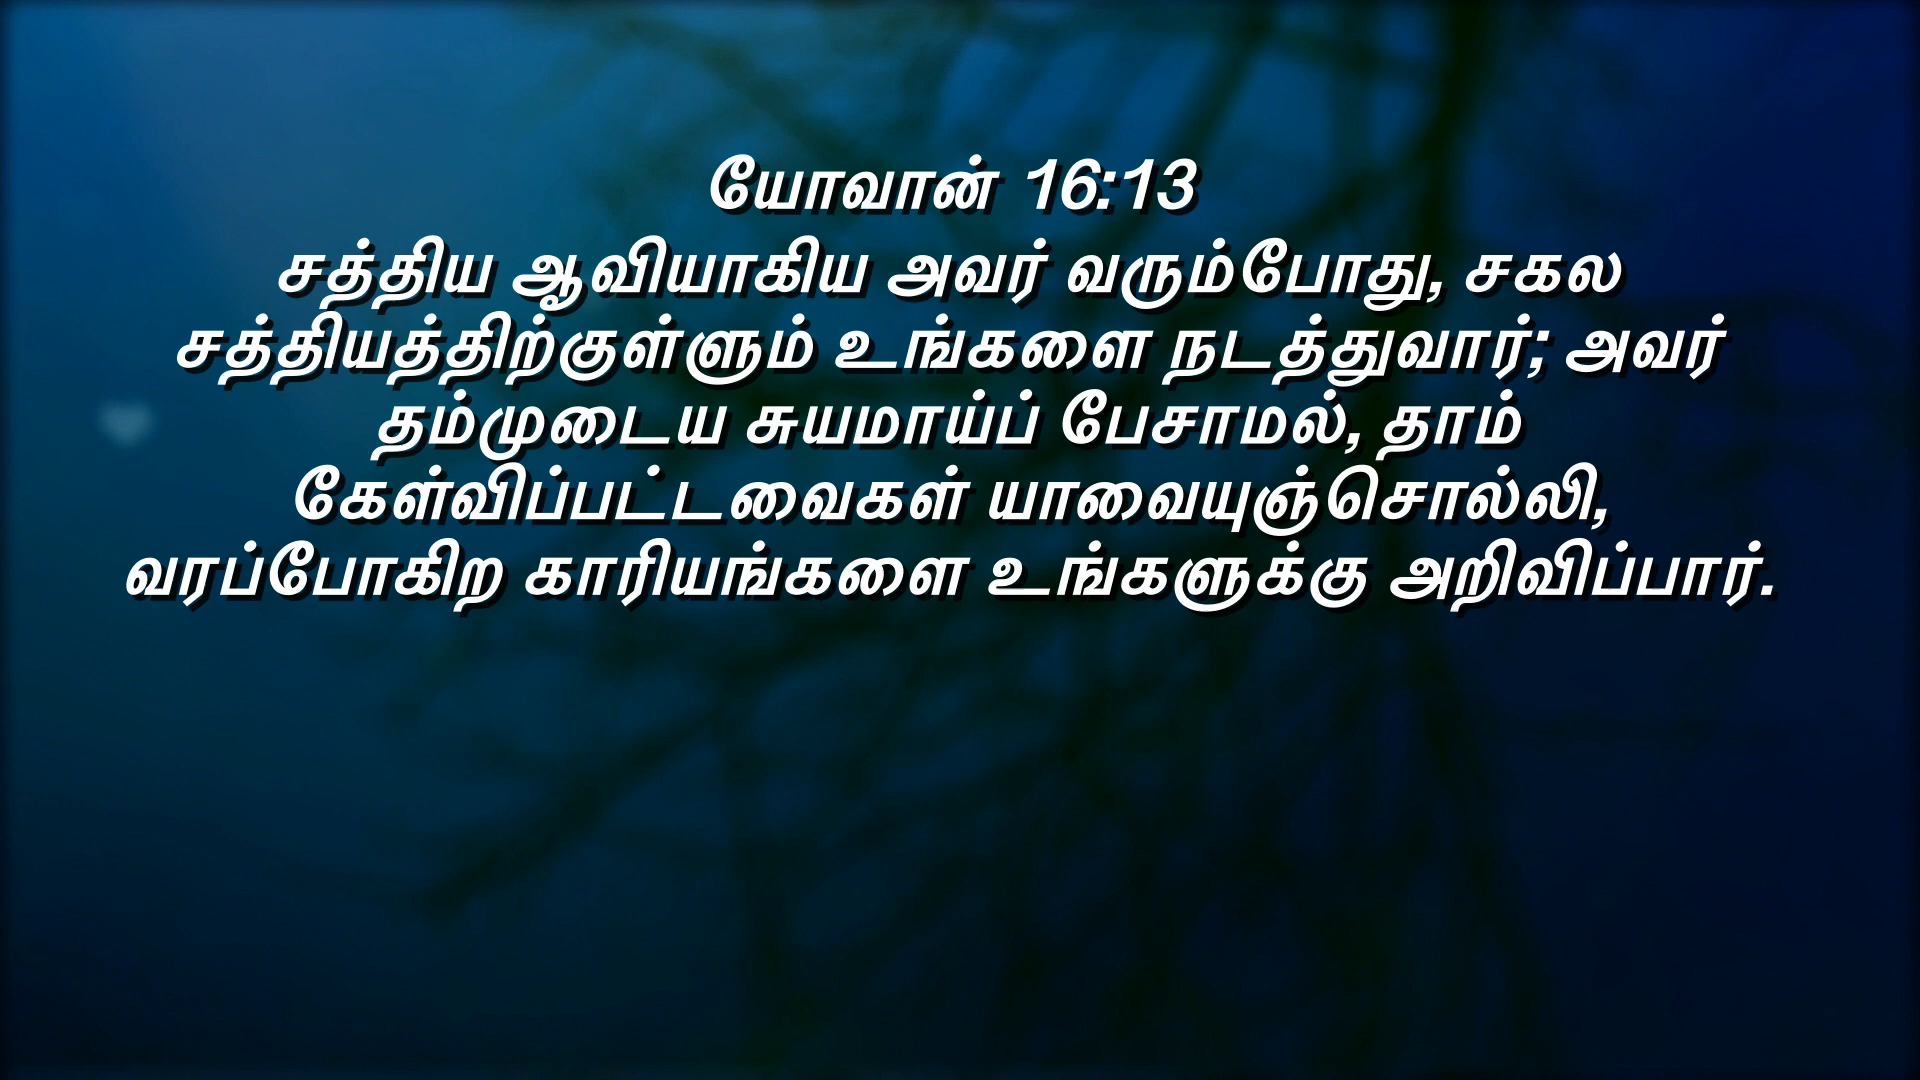 யோவான் 16:13
சத்திய ஆவியாகிய அவர் வரும்போது, சகல
சத்தியத்திற்குள்ளும் உங்களை நடத்துவார்; அவர்
தம்முடைய சுயமாய்ப் பேசாமல், தாம்
கேள்விப்பட்டவைகள் யாவையுஞ்சொல்லி,
வரப்போகிற காரியங்களை உங்களுக்கு அறிவிப்பார்.